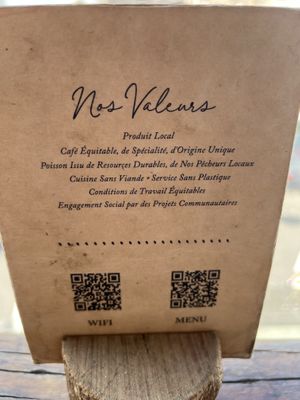 Nos Valeurs
Produit Local
Café Équitable, de Spécialité, d'Origine Unique
Poisson Issu de Resources Durables, de Nos Pêcheurs Locaux
Cuisine Sans Viande • Service Sans Plastique
Conditions de Travail Équitables
Engagement Social par des Projets Communautaires
WIFI
MENU